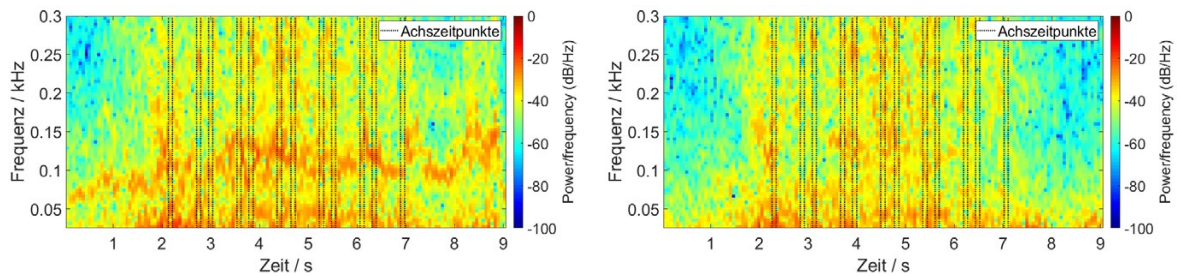 0.3
0.25
0.2
0.15
0.1
0.05
Frequenz / kHz
1 2 3 4 5 6 7 8 9
Zeit / s
Achszeitpunkte
0
-20
-40
-60
-80
-100
Power/frequency (dB/Hz)
0.3
0.25
0.2
0.15
0.1
0.05
Frequenz / kHz
1 2 3 4 5 6 7 8 9
Zeit / s
Achszeitpunkte
0
-20
-40
-60
-80
-100
Power/frequency (dB/Hz)